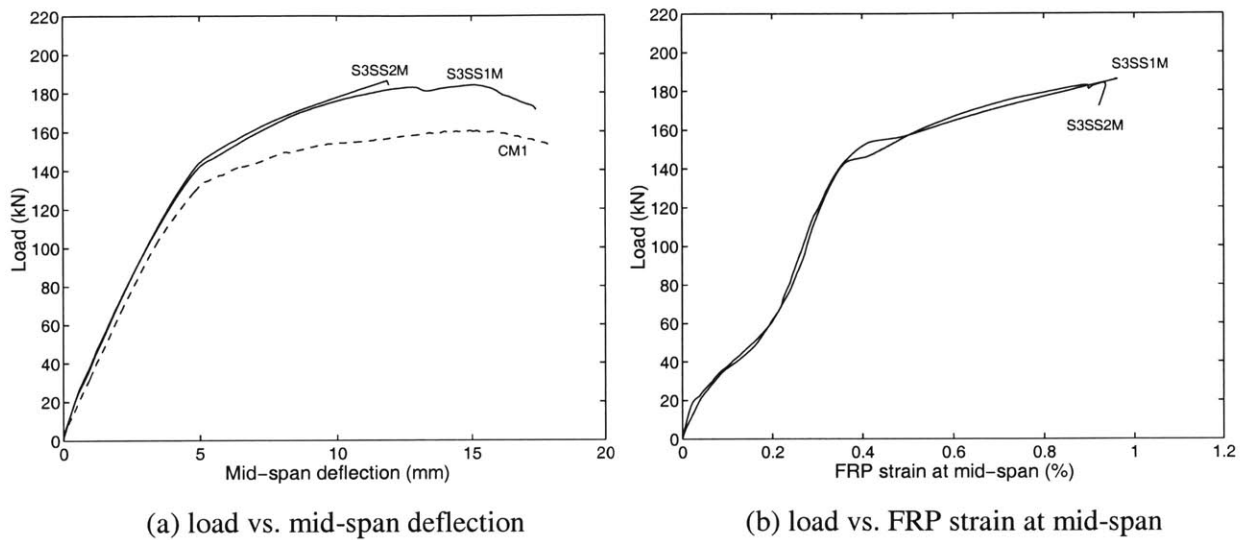 220
200
180
160
140
120
100
80
60
40
20
0
Load (kN)
S3SS2M
S3SS1M
CM1
0 5 10 15 20
Mid-span deflection (mm)
(a) load vs. mid-span deflection
220
200
180
160
140
120
100
80
60
40
20
0
Load (kN)
S3SS1M
S3SS2M
0 0.2 0.4 0.6 0.8 1 1.2
FRP strain at mid-span (%)
(b) load vs. FRP strain at mid-span